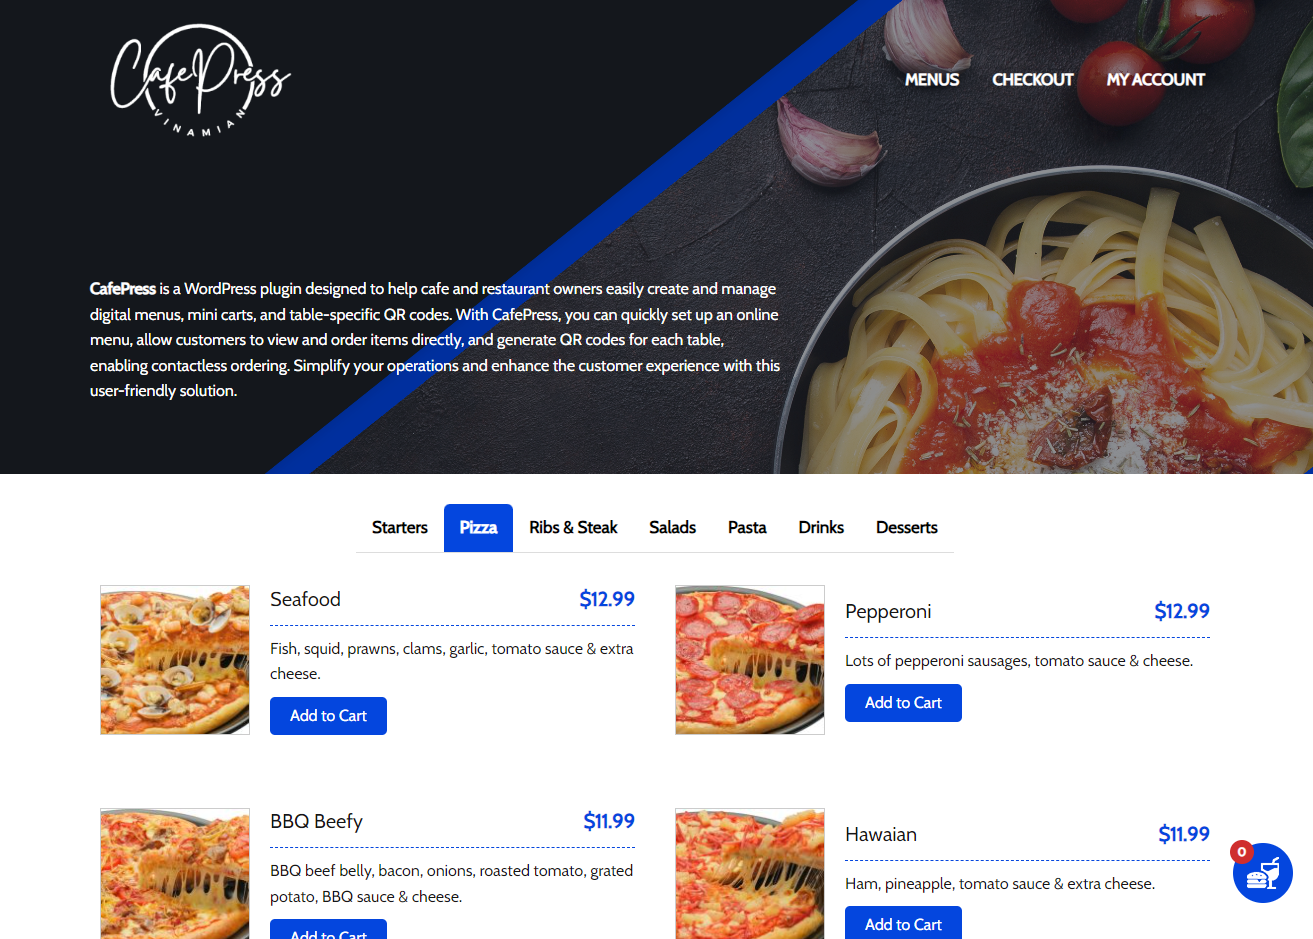 CafePress
VINAMIAN
MENUS CHECKOUT MY ACCOUNT
CafePress is a WordPress plugin designed to help cafe and restaurant owners easily create and manage
digital menus, mini carts, and table-specific QR codes. With CafePress, you can quickly set up an online
menu, allow customers to view and order items directly, and generate QR codes for each table,
enabling contactless ordering. Simplify your operations and enhance the customer experience with this
user-friendly solution.
Starters Pizza Ribs & Steak Salads Pasta Drinks Desserts
Seafood $12.99
Fish, squid, prawns, clams, garlic, tomato sauce & extra
cheese.
Add to Cart
Pepperoni $12.99
Lots of pepperoni sausages, tomato sauce & cheese.
Add to Cart
BBQ Beefy $11.99
BBQ beef belly, bacon, onions, roasted tomato, grated
potato, BBQ sauce & cheese.
Add to Cart
Hawaian $11.99
Ham, pineapple, tomato sauce & extra cheese.
Add to Cart
0